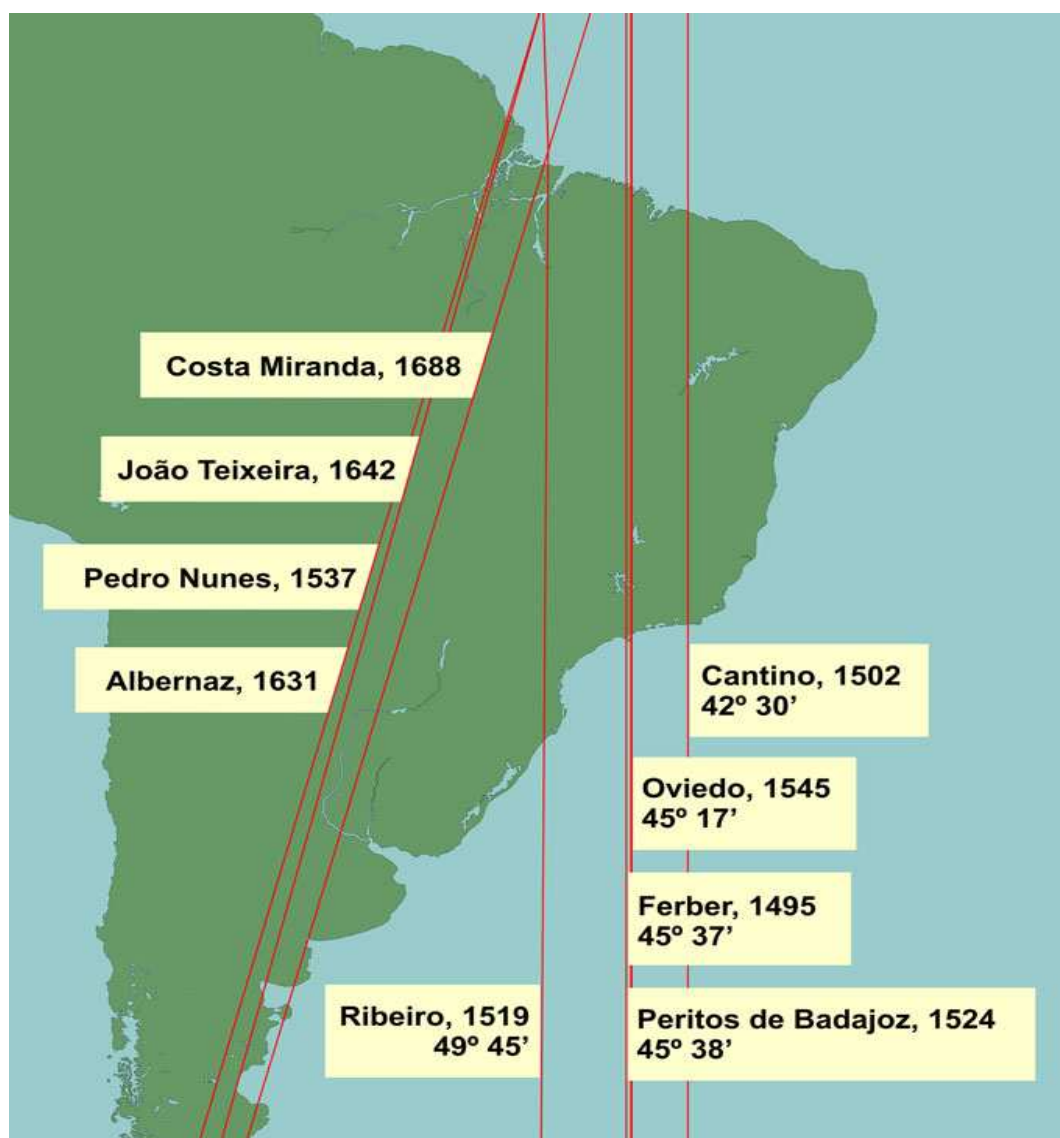 Costa Miranda, 1688
João Teixeira, 1642
Pedro Nunes, 1537
Albernaz, 1631
Cantino, 1502
42º 30’
Oviedo, 1545
45º 17’
Ferber, 1495
45º 37’
Ribeiro, 1519
49º 45’
Peritos de Badajoz, 1524
45º 38’